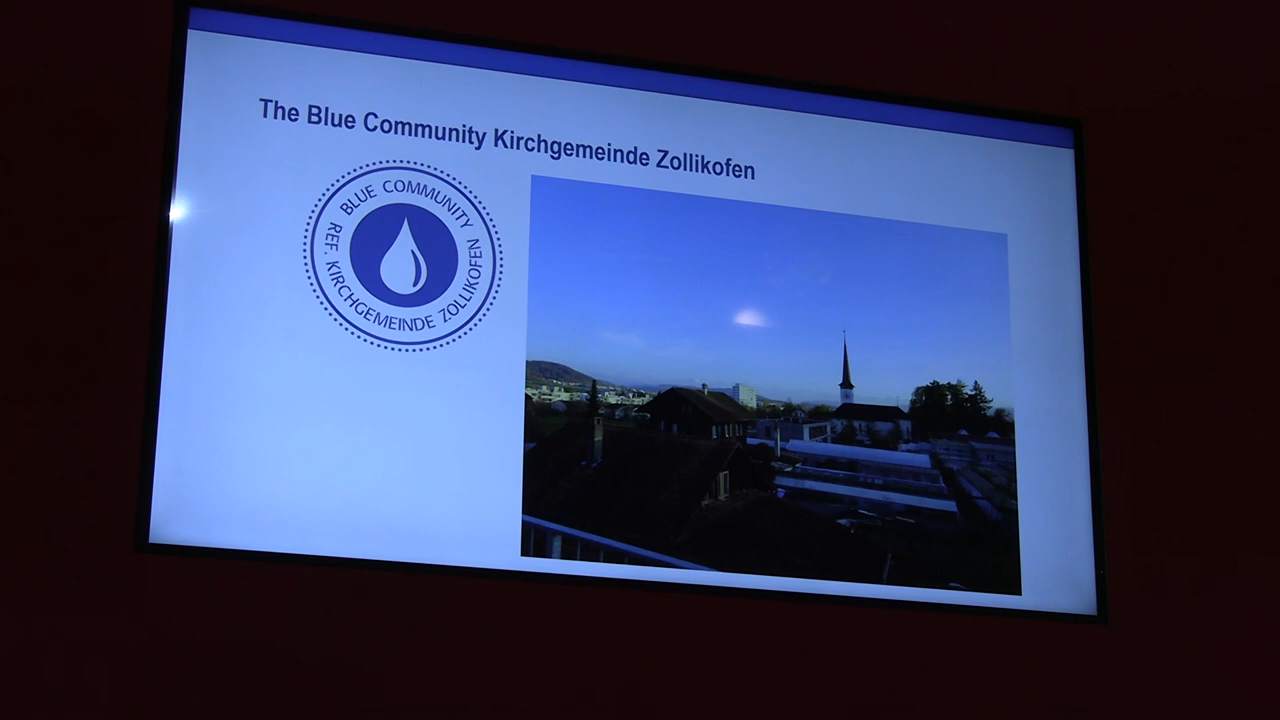 The Blue Community Kirchgemeinde Zollikofen
BLUE COMMUNITY
REF. KIRCHGEMEINDE ZOLLIKOFEN